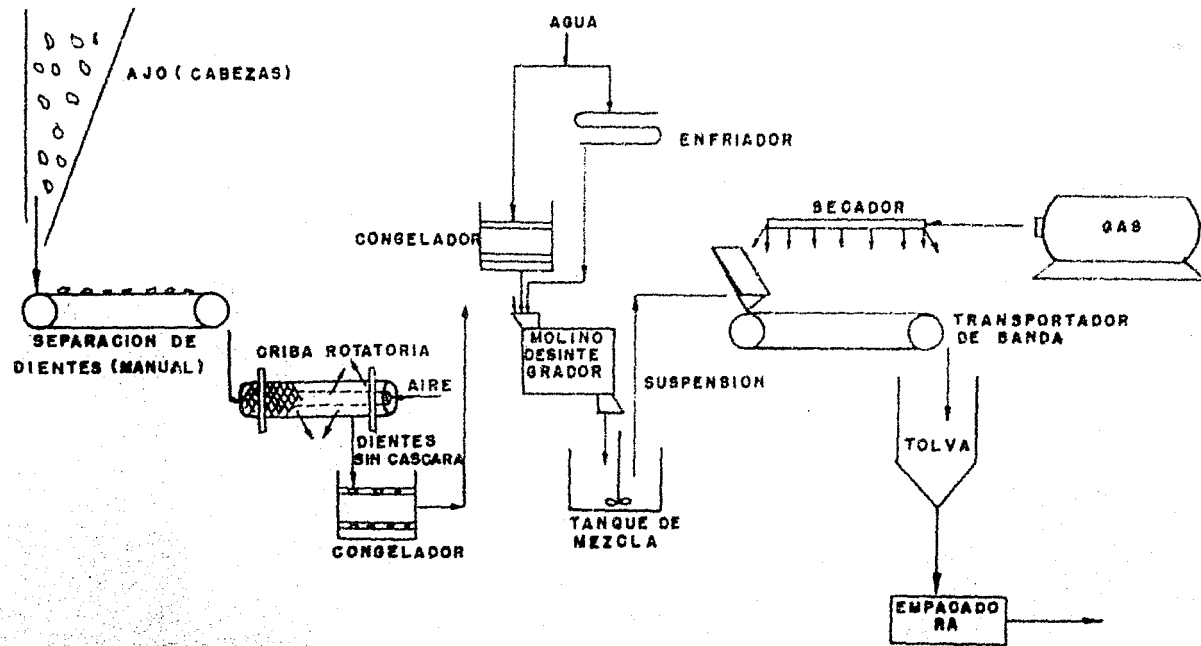 AJO (CABEZAS)
SEPARACION DE
DIENTES (MANUAL)
CRIBA ROTATORIA
AIRE
DIENTES
SIN CASCARA
CONGELADOR
AGUA
ENFRIADOR
CONGELADOR
MOLINO
DESINTE
GRADOR
TANQUE DE
MEZCLA
SUSPENSION
SECADOR
GAS
TRANSPORTADOR
DE BANDA
TOLVA
EMPACADO
RA